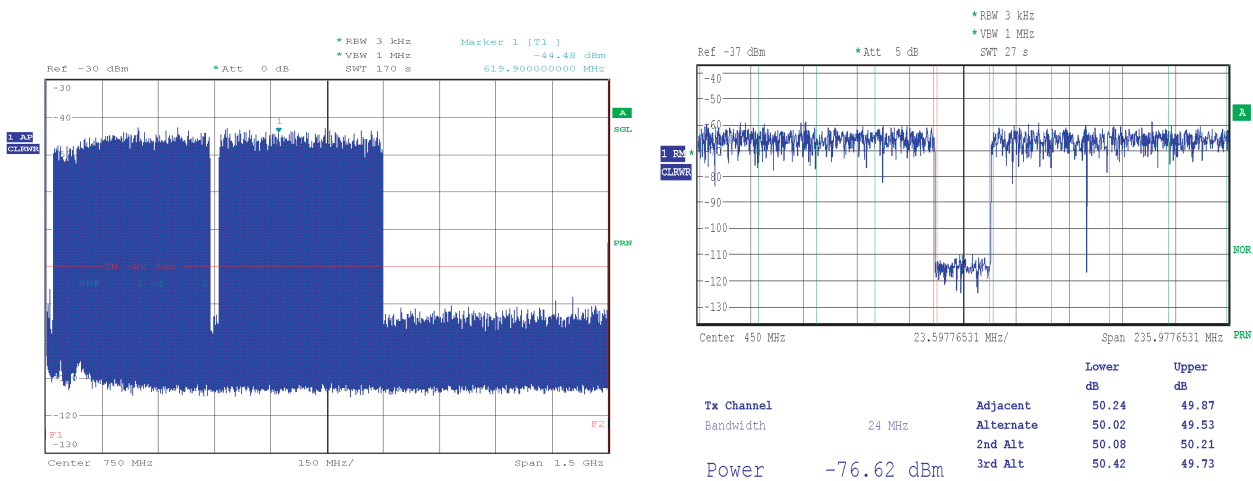 * RBW 3 kHz Marker 1 [T1 ]
* VBW 1 MHz -44.48 dBm
Ref -30 dBm * Att 0 dB SWT 170 s 619.900000000 MHz
-30
-40
1
1 AP
CLRWR
A
SGL
PRN
SWP 1 of 1
-120
F1
F2
-130
Center 750 MHz 150 MHz/ Span 1.5 GHz
* RBW 3 kHz
* VBW 1 MHz
Ref -37 dBm * Att 5 dB SWT 27 s
-40
-50
-60
1 RM *
CLRWR
-80
-90
-100
-110
-120
-130
A
NOR
PRN
Center 450 MHz 23.59776531 MHz/ Span 235.9776531 MHz
Lower Upper
dB dB
Tx Channel Adjacent 50.24 49.87
Bandwidth 24 MHz Alternate 50.02 49.53
2nd Alt 50.08 50.21
Power -76.62 dBm 3rd Alt 50.42 49.73